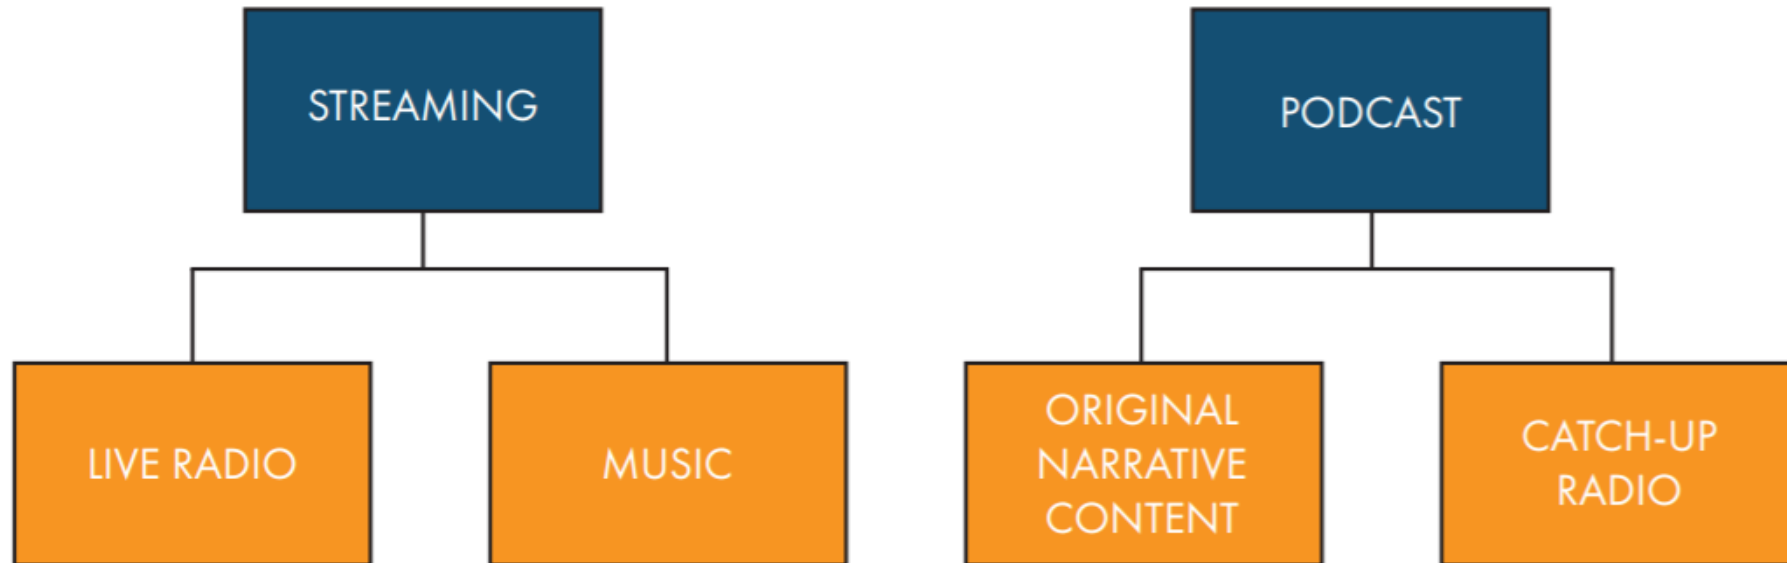 STREAMING
PODCAST
LIVE RADIO
MUSIC
ORIGINAL
NARRATIVE
CONTENT
CATCH-UP
RADIO